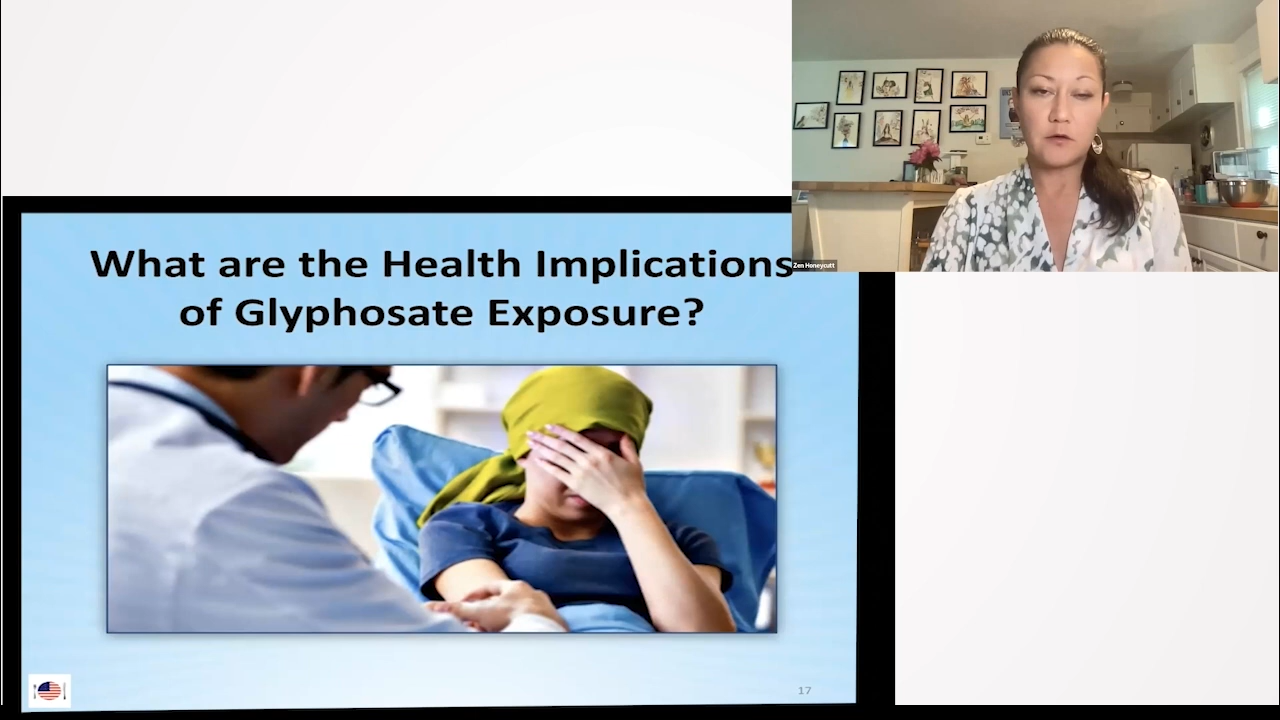 What are the Health Implications
of Glyphosate Exposure?
Zen Honeycutt
17